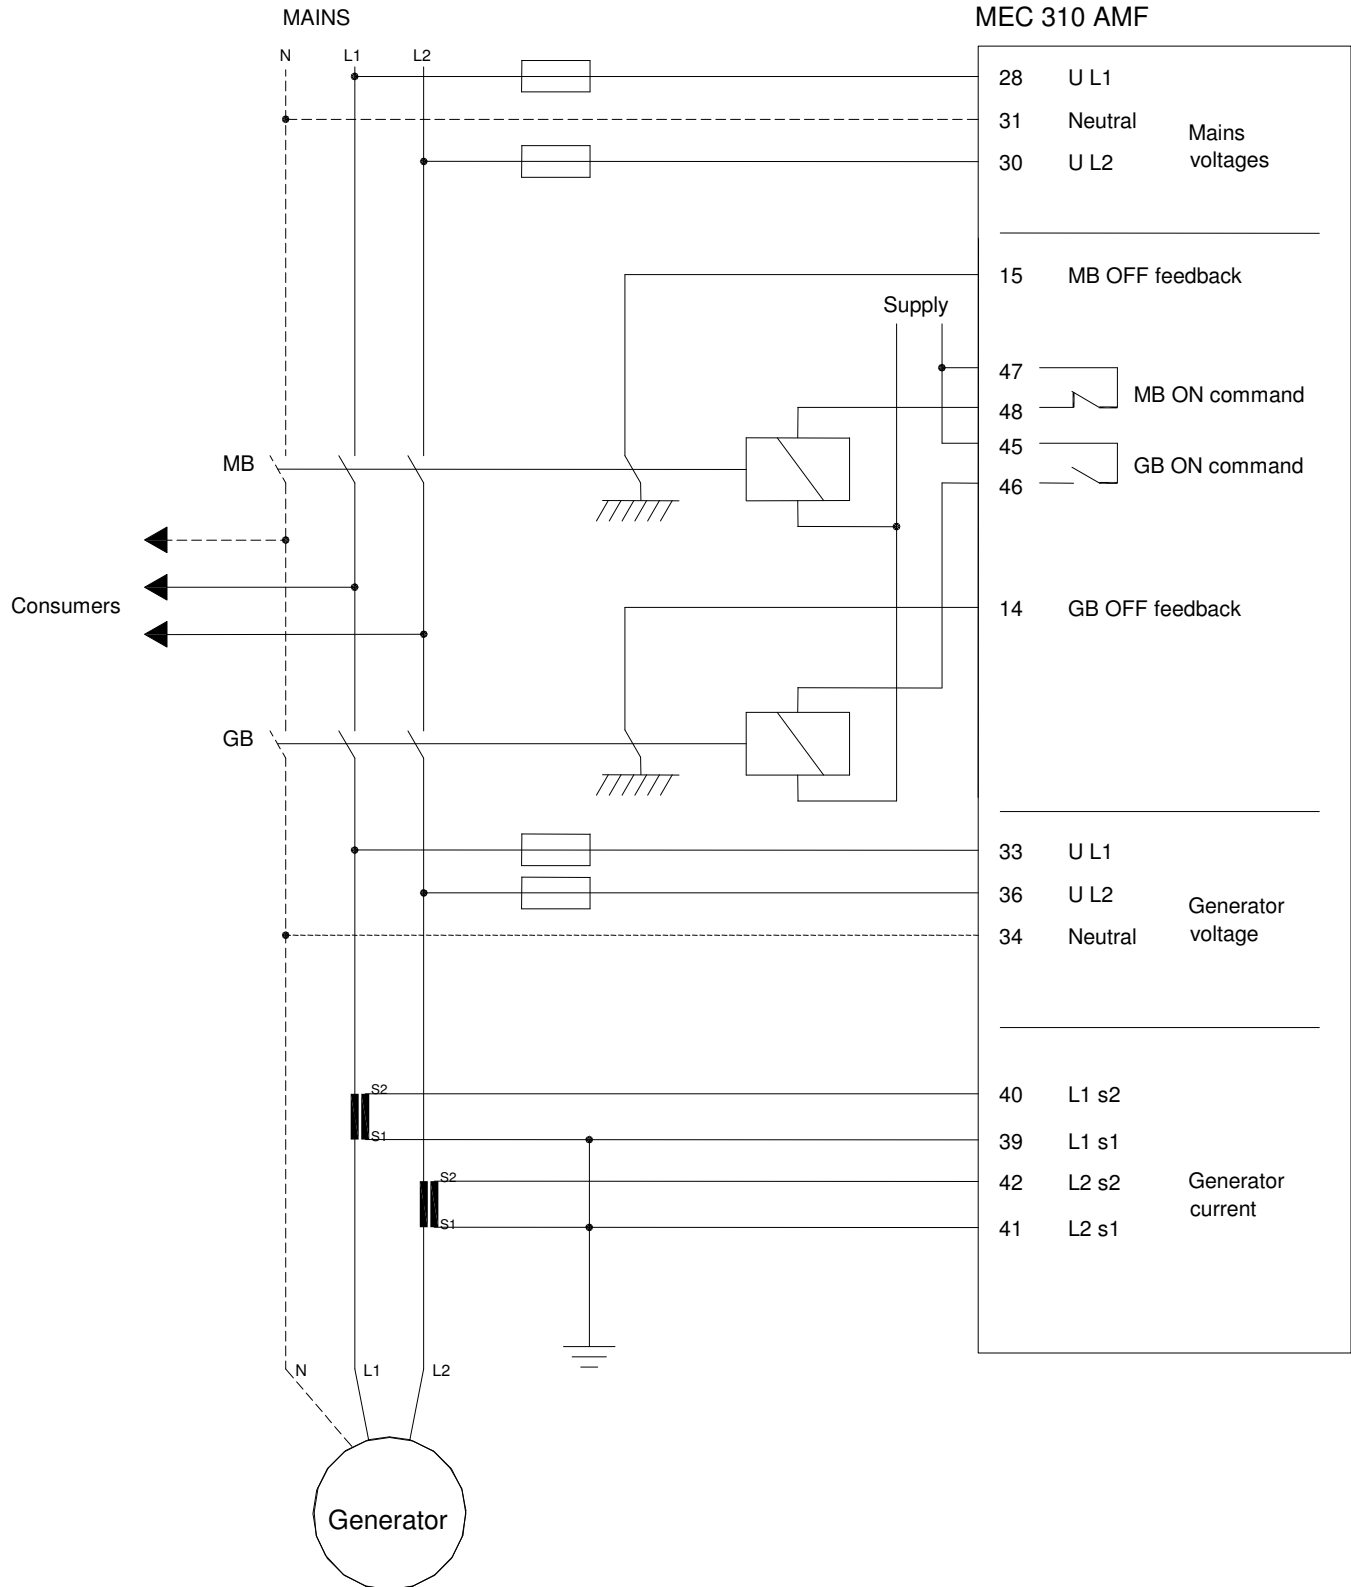 MAINS
MEC 310 AMF
N L1 L2
28 U L1
31 Neutral
Mains
voltages
30 U L2
15 MB OFF feedback
Supply
47
MB ON command
48
45
GB ON command
46
MB
Consumers
14 GB OFF feedback
GB
33 U L1
36 U L2
Generator
voltage
34 Neutral
S2
40 L1 s2
S1
39 L1 s1
S2
42 L2 s2
Generator
current
S1
41 L2 s1
N L1 L2
Generator